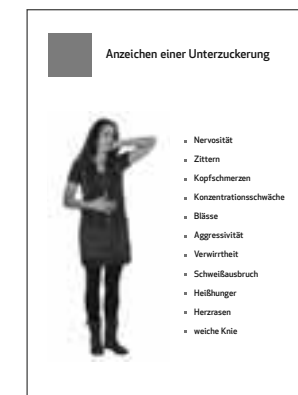 Anzeichen einer Unterzuckerung
Nervosität
Zittern
Kopfschmerzen
Konzentrationsschwäche
Blässe
Aggressivität
Verwirrtheit
Schweißausbruch
Heißhunger
Herzrasen
weiche Knie